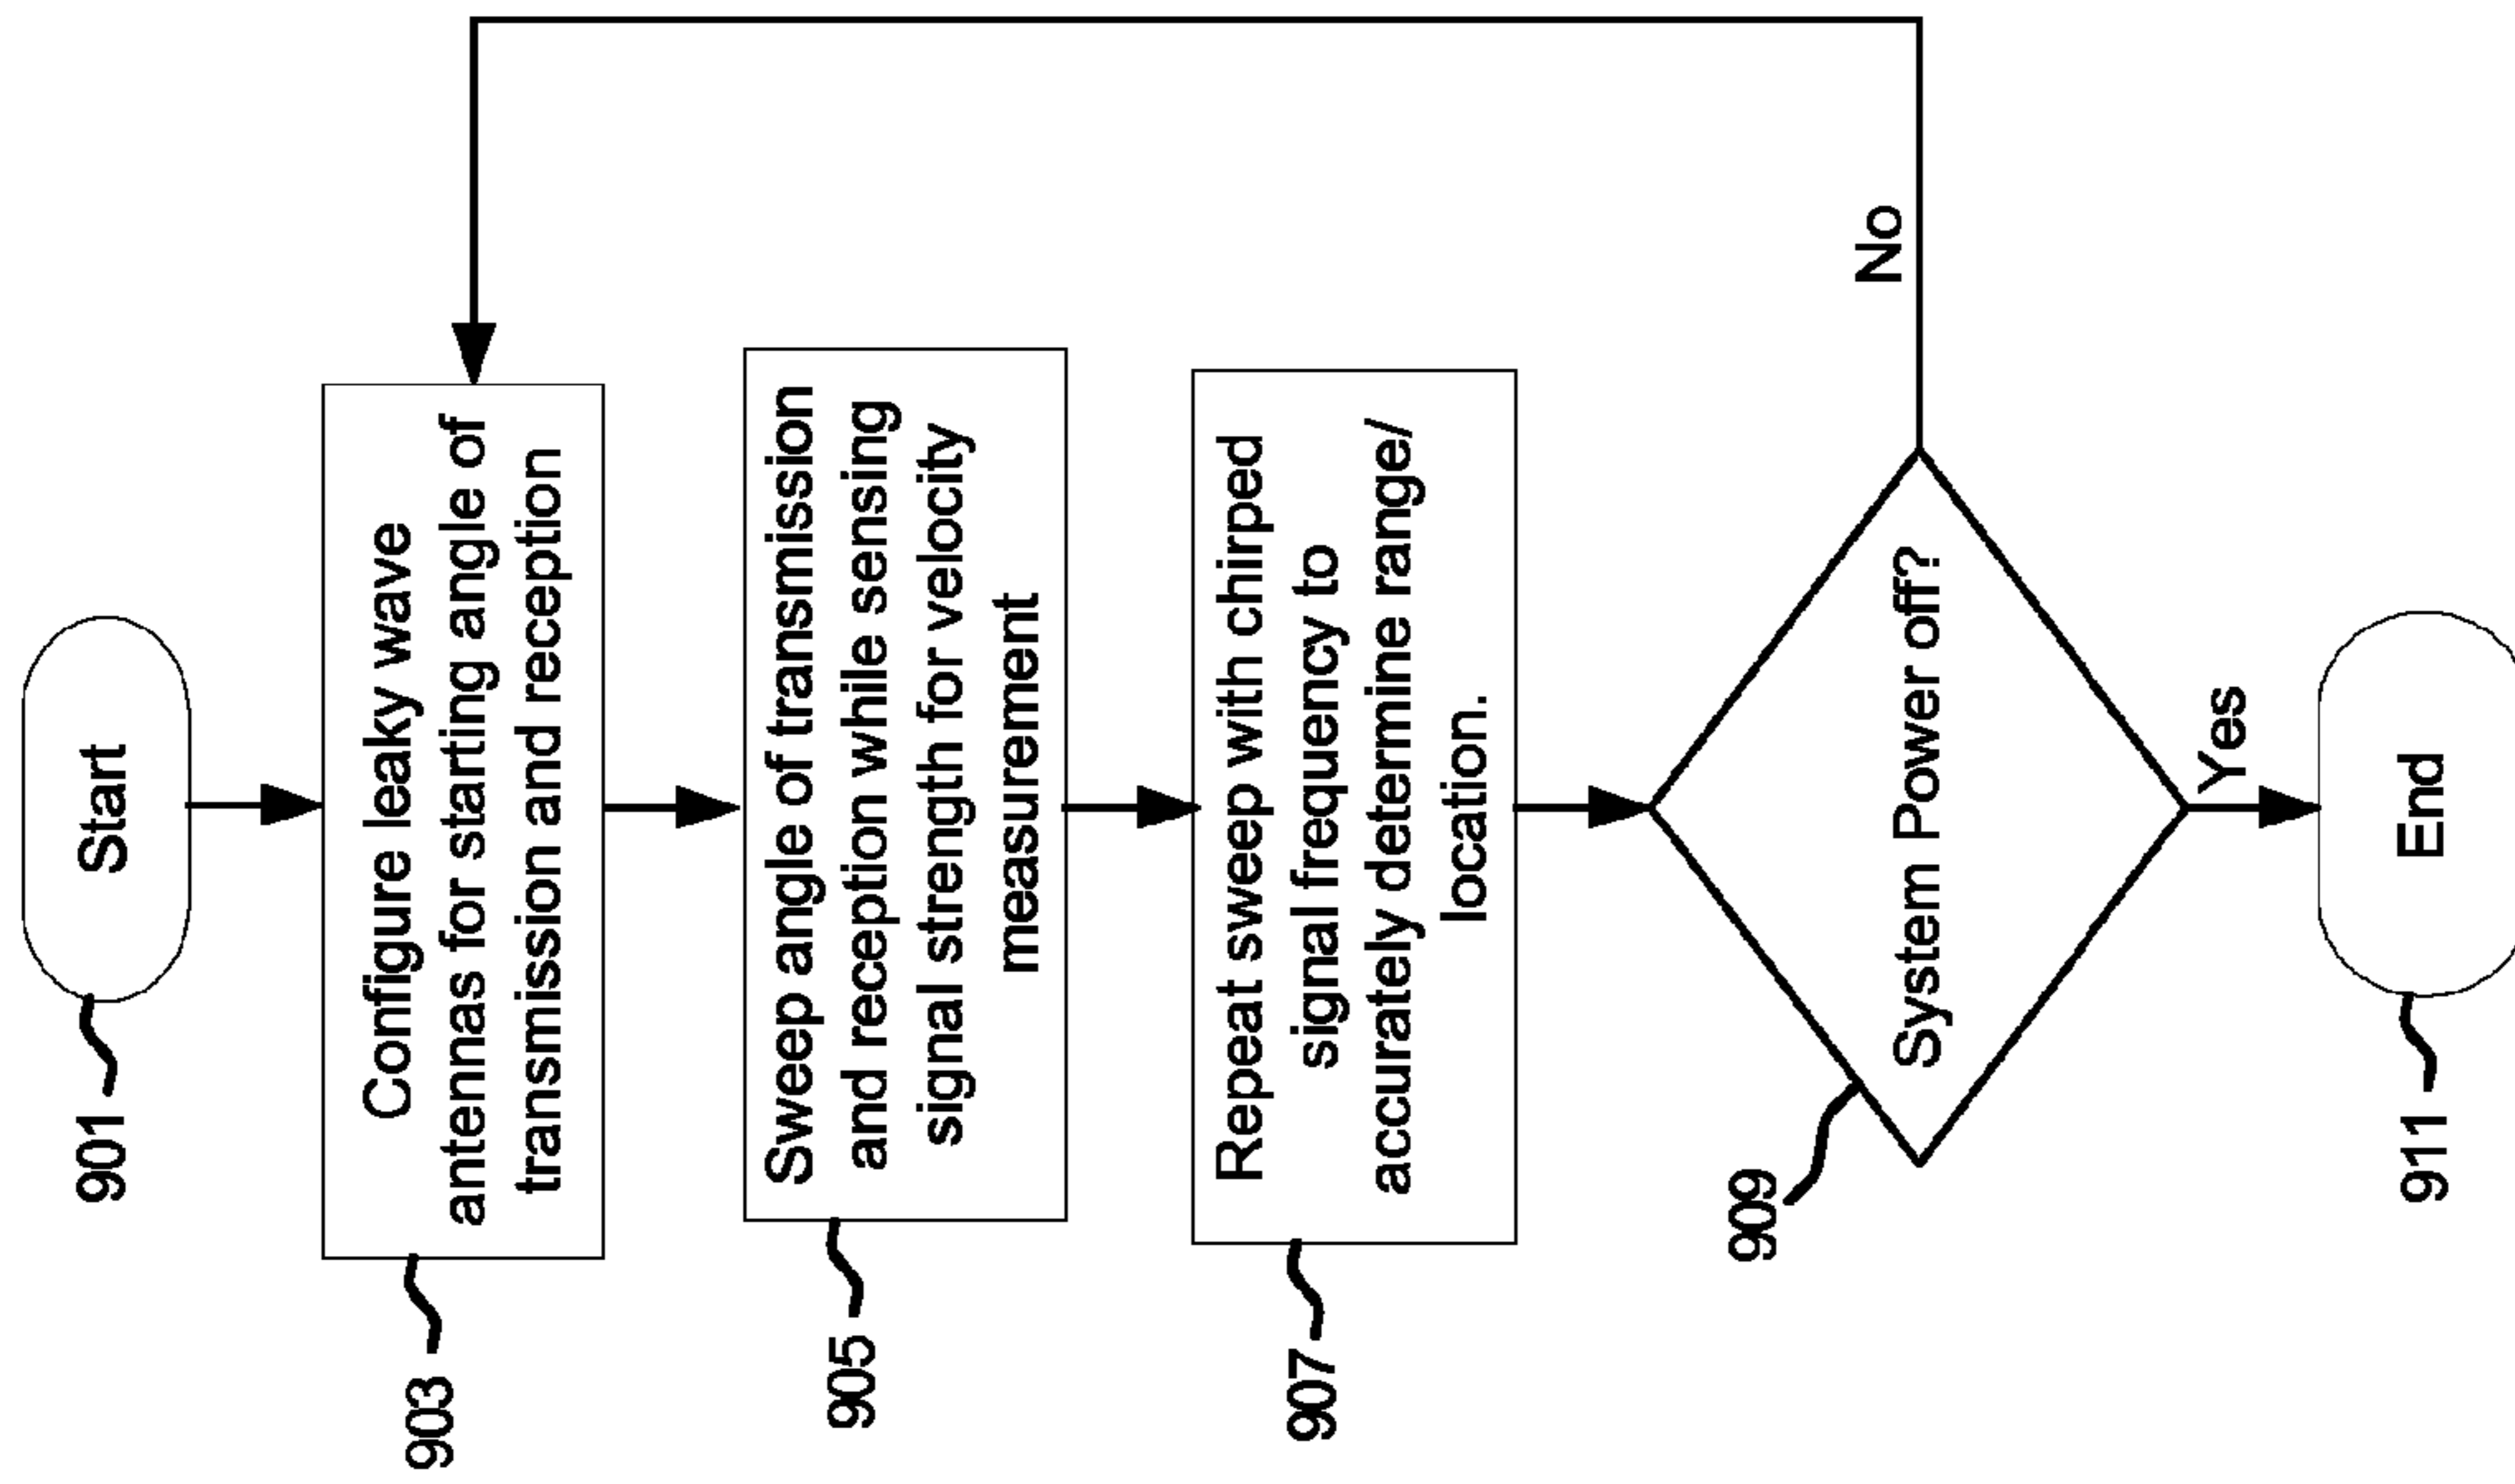 901
Start
903
Configure leaky wave
antennas for starting angle of
transmission and reception
905
Sweep angle of transmission
and reception while sensing
signal strength for velocity
measurement
907
Repeat sweep with chirped
signal frequency to
accurately determine range/
location.
909
System Power off?
No
Yes
911
End